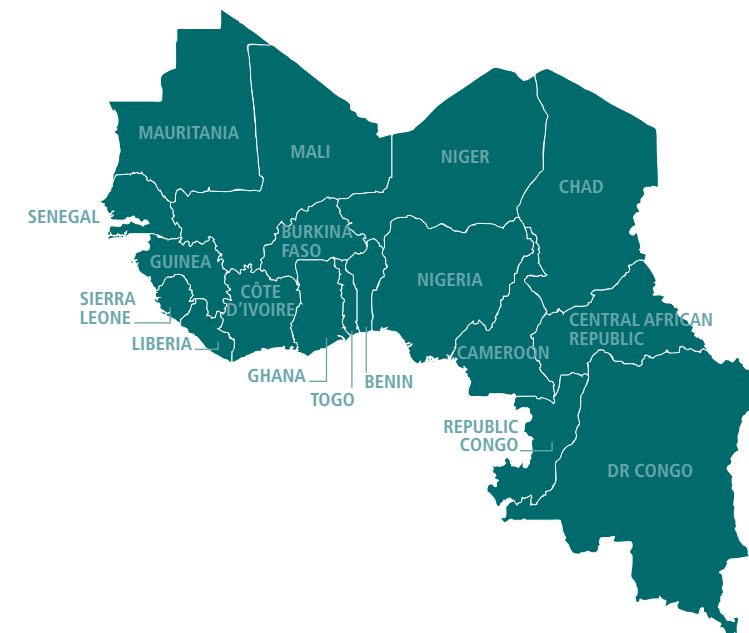 MAURITANIA
MALI
NIGER
CHAD
SENEGAL
BURKINA
FASO
GUINEA
NIGERIA
SIERRA
LEONE
CÔTE
D’IVOIRE
LIBERIA
CENTRAL AFRICAN
REPUBLIC
CAMEROON
GHANA
TOGO
BENIN
REPUBLIC
CONGO
DR CONGO